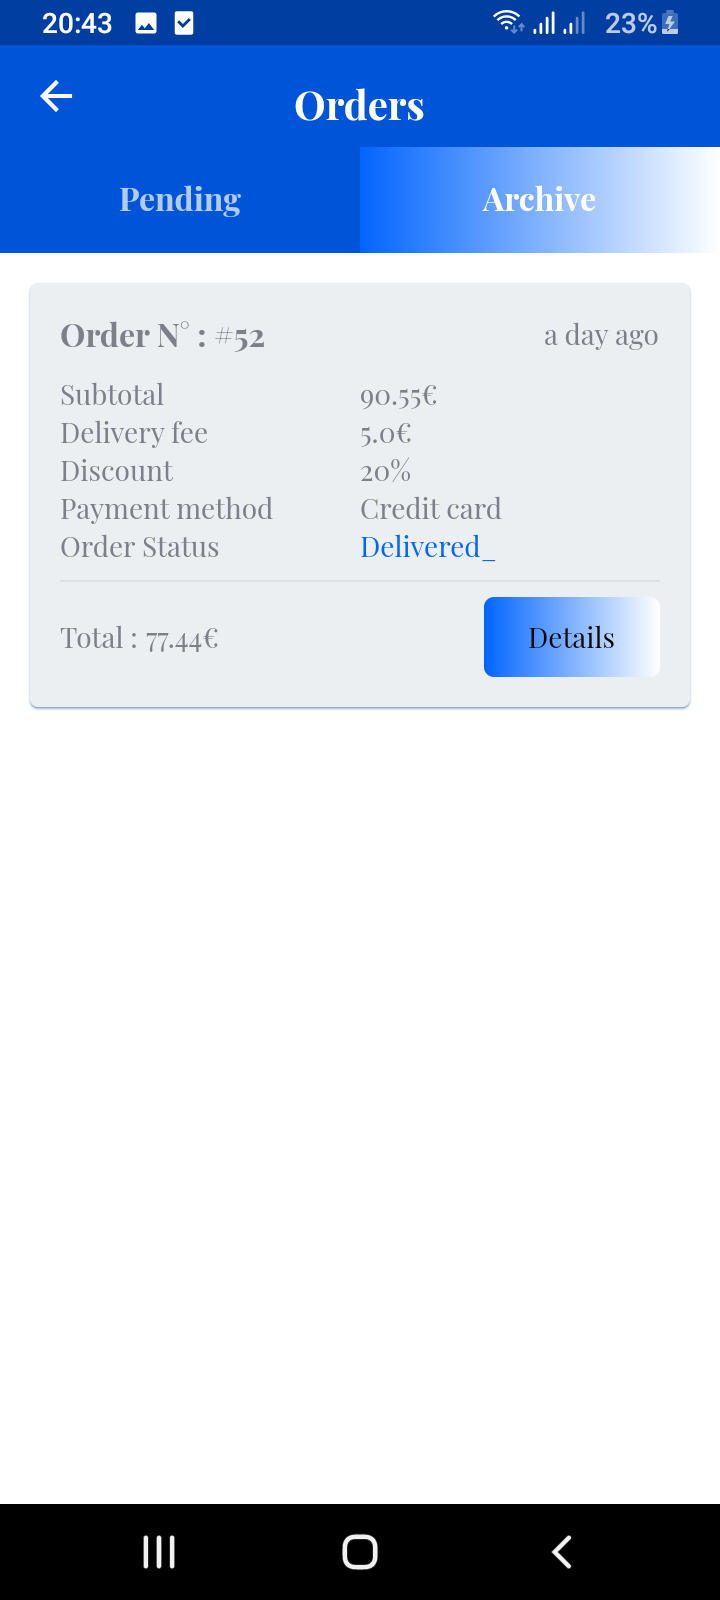 20:43 23%
Orders
Pending Archive
Order N° : #52 a day ago
Subtotal 90.55€
Delivery fee 5.0€
Discount 20%
Payment method Credit card
Order Status Delivered_
Total : 77.44€ Details